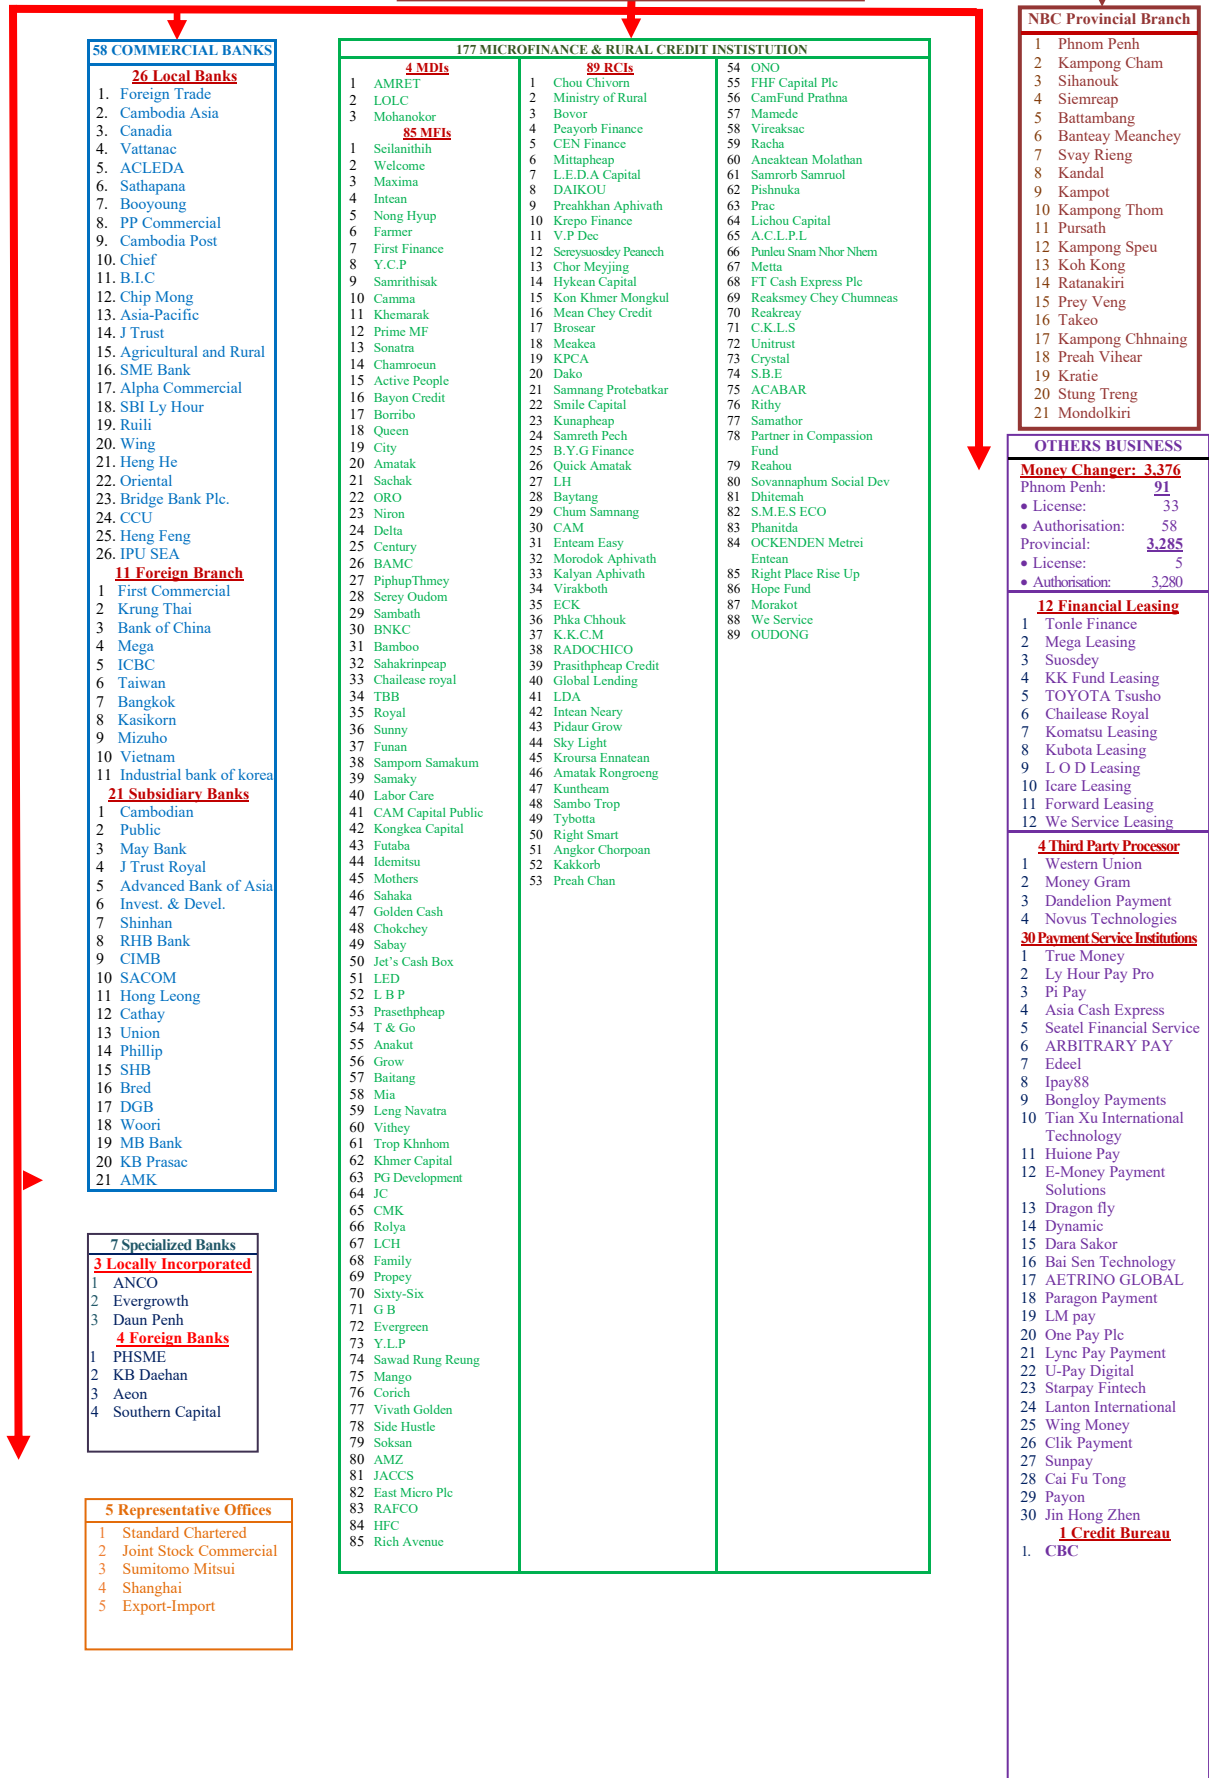 58 COMMERCIAL BANKS
26 Local Banks
1. Foreign Trade
2. Cambodia Asia
3. Canadia
4. Vattanac
5. ACLEDA
6. Sathapana
7. Booyoung
8. PP Commercial
9. Cambodia Post
10. Chief
11. B.I.C
12. Chip Mong
13. Asia-Pacific
14. J Trust
15. Agricultural and Rural
16. SME Bank
17. Alpha Commercial
18. SBI Ly Hour
19. Ruili
20. Wing
21. Heng He
22. Oriental
23. Bridge Bank Plc.
24. CCU
25. Heng Feng
26. IPU SEA
11 Foreign Branch
1 First Commercial
2 Krung Thai
3 Bank of China
4 Mega
5 ICBC
6 Taiwan
7 Bangkok
8 Kasikorn
9 Mizuho
10 Vietnam
11 Industrial bank of korea
21 Subsidiary Banks
1 Cambodian
2 Public
3 May Bank
4 J Trust Royal
5 Advanced Bank of Asia
6 Invest. & Devel.
7 Shinhan
8 RHB Bank
9 CIMB
10 SACOM
11 Hong Leong
12 Cathay
13 Union
14 Phillip
15 SHB
16 Bred
17 DGB
18 Woori
19 MB Bank
20 KB Prasac
21 AMK
7 Specialized Banks
3 Locally Incorporated
1 ANCO
2 Evergrowth
3 Daun Penh
4 Foreign Banks
1 PHSME
2 KB Daehan
3 Aeon
4 Southern Capital
5 Representative Offices
1 Standard Chartered
2 Joint Stock Commercial
3 Sumitomo Mitsui
4 Shanghai
5 Export-Import
177 MICROFINANCE & RURAL CREDIT INSTISTUTION
4 MDIs
1 AMRET
2 LOLC
3 Mohanokor
85 MFIs
1 Seilanithih
2 Welcome
3 Maxima
4 Intean
5 Nong Hyup
6 Farmer
7 First Finance
8 Y.C.P
9 Samrithisak
10 Camma
11 Khemarak
12 Prime MF
13 Sonatra
14 Chamroeun
15 Active People
16 Bayon Credit
17 Borribo
18 Queen
19 City
20 Amatak
21 Sachak
22 ORO
23 Niron
24 Delta
25 Century
26 BAMC
27 PiphupThmey
28 Serey Oudom
29 Sambath
30 BNKC
31 Bamboo
32 Sahakrinpeap
33 Chailease royal
34 TBB
35 Royal
36 Sunny
37 Funan
38 Samporn Samakum
39 Samaky
40 Labor Care
41 CAM Capital Public
42 Kongkea Capital
43 Futaba
44 Idemitsu
45 Mothers
46 Sahaka
47 Golden Cash
48 Chokchey
49 Sabay
50 Jet's Cash Box
51 LED
52 L B P
53 Prasethpheap
54 T & Go
55 Anakut
56 Grow
57 Baitang
58 Mia
59 Leng Navatra
60 Vithey
61 Trop Khnhom
62 Khmer Capital
63 PG Development
64 JC
65 CMK
66 Rolya
67 LCH
68 Family
69 Propey
70 Sixty-Six
71 G B
72 Evergreen
73 Y.L.P
74 Sawad Rung Reung
75 Mango
76 Corich
77 Vivath Golden
78 Side Hustle
79 Soksan
80 AMZ
81 JACCS
82 East Micro Plc
83 RAFCO
84 HFC
85 Rich Avenue
89 RCIs
1 Chou Chivorn
2 Ministry of Rural
3 Bovor
4 Peayorb Finance
5 CEN Finance
6 Mittapheap
7 L.E.D.A Capital
8 DAIKOU
9 Preahkhan Aphivath
10 Krepo Finance
11 V.P Dec
12 Sereysuosdey Peanech
13 Chor Meyjing
14 Hykean Capital
15 Kon Khmer Mongkul
16 Mean Chey Credit
17 Brosear
18 Meakea
19 KPCA
20 Dako
21 Samnang Protebatkar
22 Smile Capital
23 Kunapheap
24 Samreth Pech
25 B.Y.G Finance
26 Quick Amatak
27 LH
28 Baytang
29 Chum Samnang
30 CAM
31 Enteam Easy
32 Morodok Aphivath
33 Kalyan Aphivath
34 Virakboth
35 ECK
36 Phka Chhouk
37 K.K.C.M
38 RADOCHICO
39 Prasithpheap Credit
40 Global Lending
41 LDA
42 Intean Neary
43 Pidaur Grow
44 Sky Light
45 Kroursa Ennatean
46 Amatak Rongroeng
47 Kuntheam
48 Sambo Trop
49 Tybotta
50 Right Smart
51 Angkor Chorpoan
52 Kakkorb
53 Preah Chan
54 ONO
55 FHF Capital Plc
56 CamFund Prathna
57 Mamede
58 Vireaksac
59 Racha
60 Aneaktean Molathan
61 Samrorb Samruol
62 Pishnuka
63 Prac
64 Lichou Capital
65 A.C.L.P.L
66 Punleu Snam Nhor Nhem
67 Metta
68 FT Cash Express Plc
69 Reaksmey Chey Chumneas
70 Reakreay
71 C.K.L.S
72 Unitrust
73 Crystal
74 S.B.E
75 ACABAR
76 Rithy
77 Samathor
78 Partner in Compassion
Fund
79 Reahou
80 Sovannaphum Social Dev
81 Dhitemah
82 S.M.E.S ECO
83 Phanitda
84 OCKENDEN Metrei
Entean
85 Right Place Rise Up
86 Hope Fund
87 Morakot
88 We Service
89 OUDONG
NBC Provincial Branch
1 Phnom Penh
2 Kampong Cham
3 Sihanouk
4 Siemreap
5 Battambang
6 Banteay Meanchey
7 Svay Rieng
8 Kandal
9 Kampot
10 Kampong Thom
11 Pursath
12 Kampong Speu
13 Koh Kong
14 Ratanakiri
15 Prey Veng
16 Takeo
17 Kampong Chhnaing
18 Preah Vihear
19 Kratie
20 Stung Treng
21 Mondolkiri
OTHERS BUSINESS
Money Changer: 3,376
Phnom Penh: 91
• License: 33
• Authorisation: 58
Provincial: 3,285
• License: 5
• Authorisation: 3,280
12 Financial Leasing
1 Tonle Finance
2 Mega Leasing
3 Suosdey
4 KK Fund Leasing
5 TOYOTA Tsusho
6 Chailease Royal
7 Komatsu Leasing
8 Kubota Leasing
9 L O D Leasing
10 Icare Leasing
11 Forward Leasing
12 We Service Leasing
4 Third Party Processor
1 Western Union
2 Money Gram
3 Dandelion Payment
4 Novus Technologies
30 Payment Service Institutions
1 True Money
2 Ly Hour Pay Pro
3 Pi Pay
4 Asia Cash Express
5 Seatel Financial Service
6 ARBITRARY PAY
7 Edeel
8 Ipay88
9 Bongloy Payments
10 Tian Xu International
Technology
11 Huione Pay
12 E-Money Payment
Solutions
13 Dragon fly
14 Dynamic
15 Dara Sakor
16 Bai Sen Technology
17 AETRINO GLOBAL
18 Paragon Payment
19 LM pay
20 One Pay Plc
21 Lync Pay Payment
22 U-Pay Digital
23 Starpay Fintech
24 Lanton International
25 Wing Money
26 Clik Payment
27 Sunpay
28 Cai Fu Tong
29 Payon
30 Jin Hong Zhen
1 Credit Bureau
1. CBC